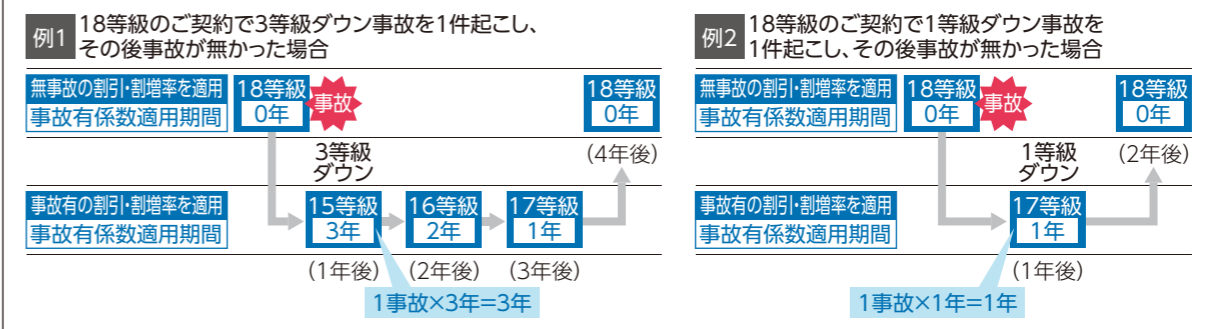 例1
18等級のご契約で3等級ダウン事故を1件起こし、
その後事故が無かった場合
無事故の割引・割増率を適用
事故有係数適用期間
18等級
0年
事故
18等級
0年
3等級
ダウン
(4年後)
事故有の割引・割増率を適用
事故有係数適用期間
15等級
3年
16等級
2年
17等級
1年
(1年後)
(2年後)
(3年後)
1事故×3年=3年
例2
18等級のご契約で1等級ダウン事故を
1件起こし、その後事故が無かった場合
無事故の割引・割増率を適用
事故有係数適用期間
18等級
0年
事故
18等級
0年
1等級
ダウン
(2年後)
事故有の割引・割増率を適用
事故有係数適用期間
17等級
1年
(1年後)
1事故×1年=1年